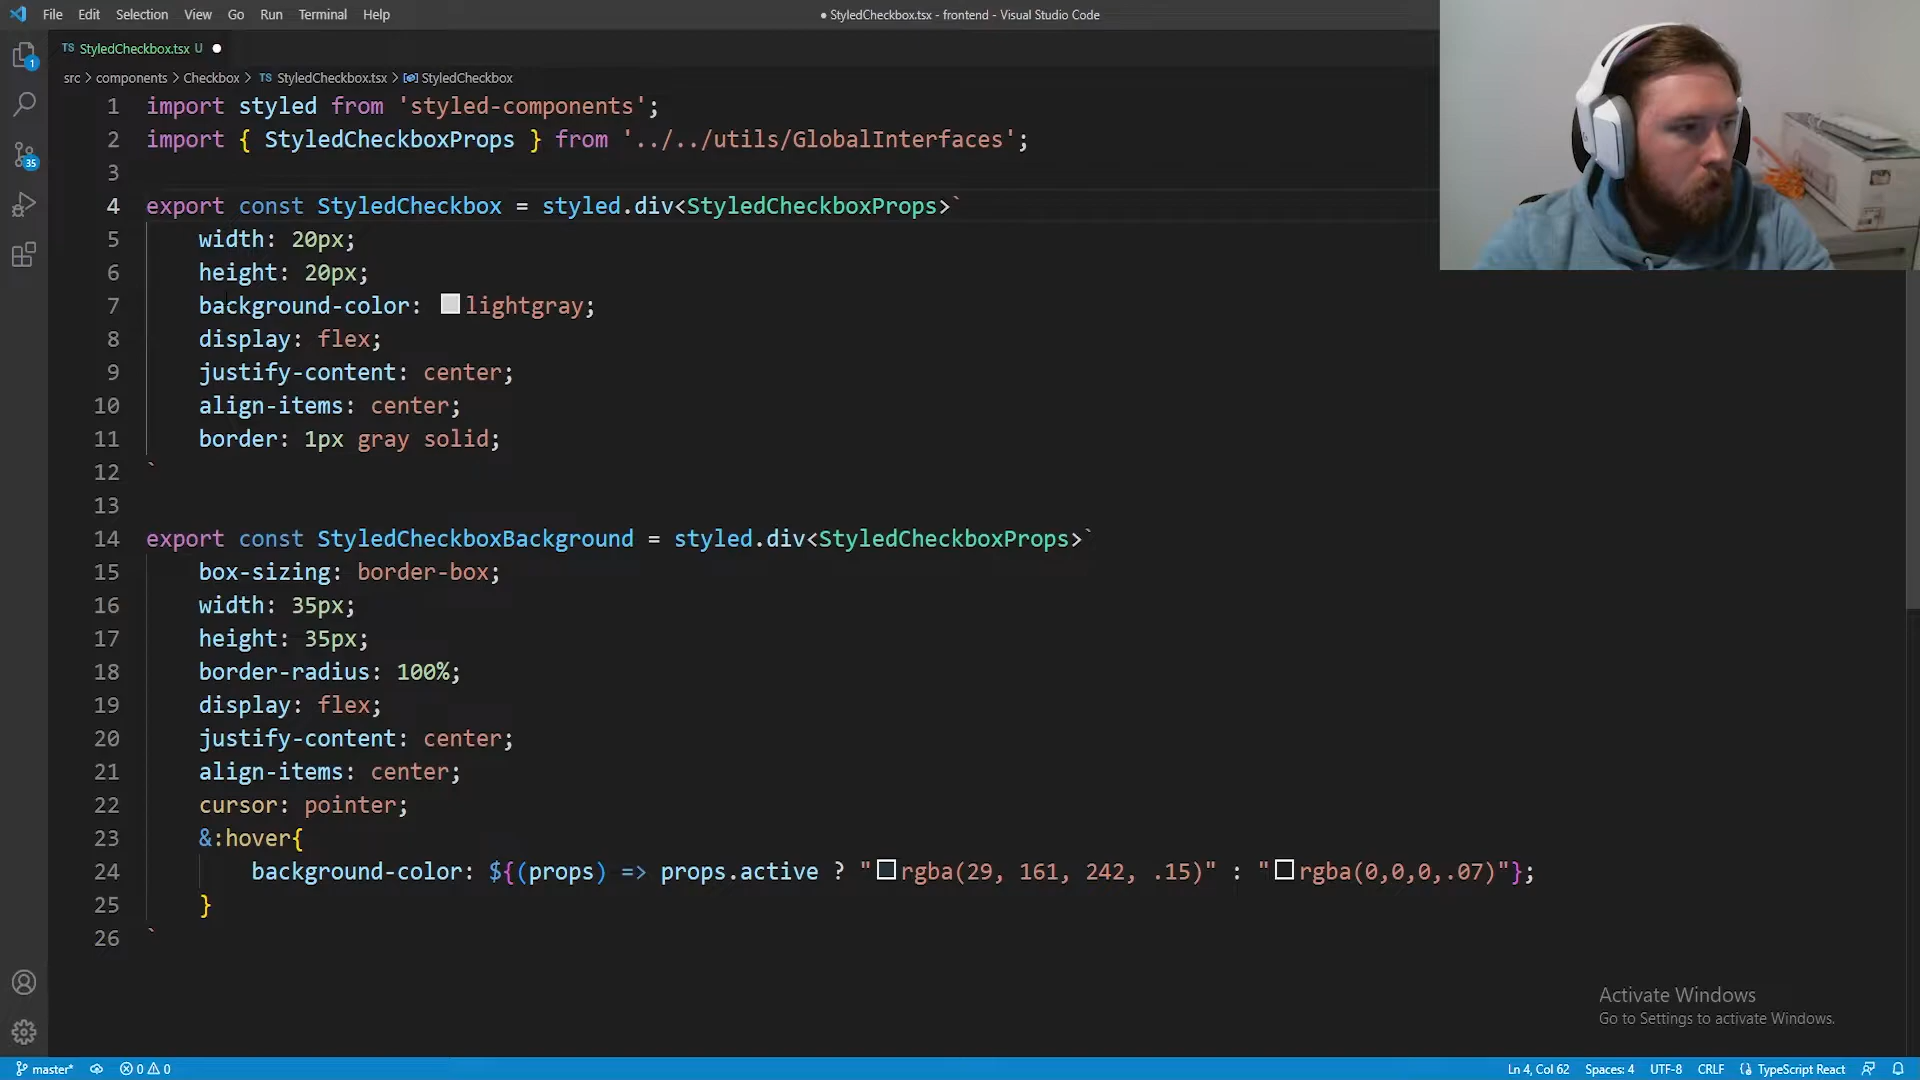 File Edit Selection View Go Run Terminal Help
● StyledCheckbox.tsx - frontend - Visual Studio Code
TS StyledCheckbox.tsx U ●
src > components > Checkbox > TS StyledCheckbox.tsx > StyledCheckbox
1 import styled from 'styled-components';
2 import { StyledCheckboxProps } from '../../utils/GlobalInterfaces';
3
4 export const StyledCheckbox = styled.div<StyledCheckboxProps>`
5 width: 20px;
6 height: 20px;
7 background-color: lightgray;
8 display: flex;
9 justify-content: center;
10 align-items: center;
11 border: 1px gray solid;
12 `
13
14 export const StyledCheckboxBackground = styled.div<StyledCheckboxProps>`
15 box-sizing: border-box;
16 width: 35px;
17 height: 35px;
18 border-radius: 100%;
19 display: flex;
20 justify-content: center;
21 align-items: center;
22 cursor: pointer;
23 &:hover{
24 background-color: ${(props) => props.active ? "rgba(29, 161, 242, .15)" : "rgba(0,0,0,.07)"};
25 }
26 `
1
35
Activate Windows
Go to Settings to activate Windows.
master* 0 0 Ln 4, Col 62 Spaces: 4 UTF-8 CRLF TypeScript React